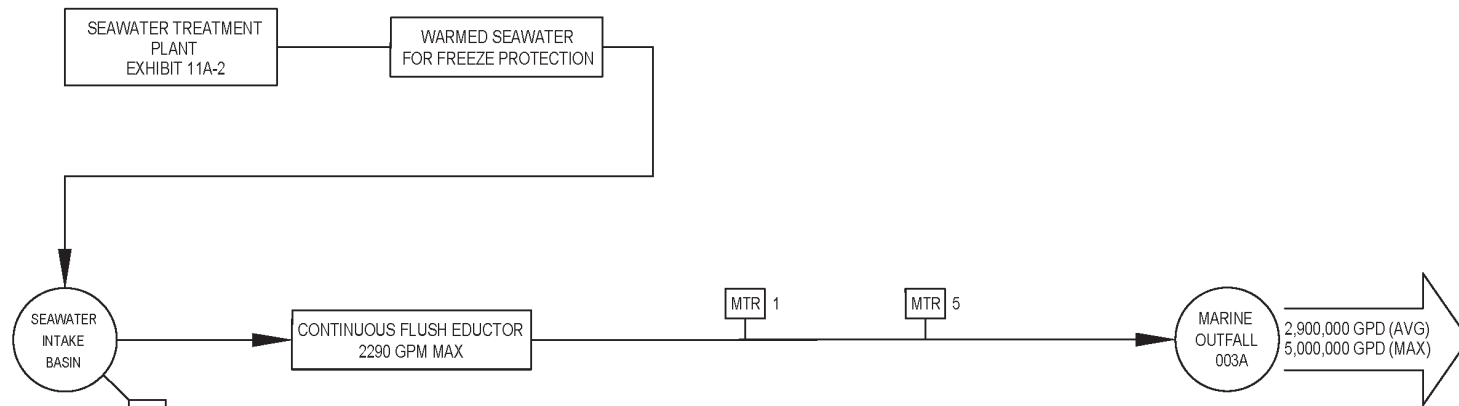 SEAWATER TREATMENT
PLANT
EXHIBIT 11A-2
WARMED SEAWATER
FOR FREEZE PROTECTION
SEAWATER
INTAKE
BASIN
CONTINUOUS FLUSH EDUCTOR
2290 GPM MAX
MTR 1
MTR 5
MARINE
OUTFALL
003A
2,900,000 GPD (AVG)
5,000,000 GPD (MAX)